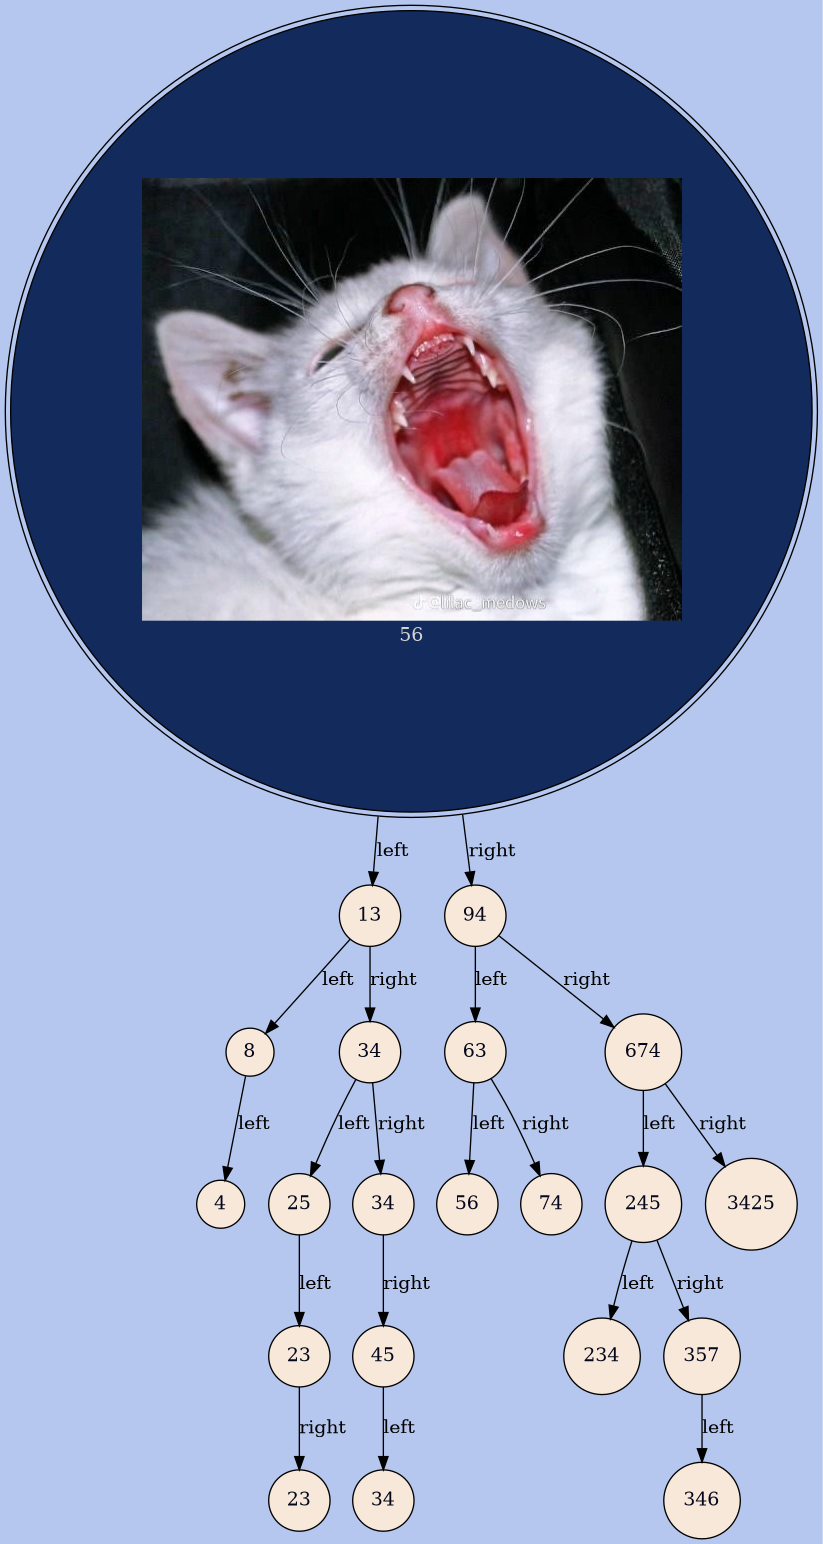 @lilac_medows
56
left right
13 94
left right left right
8 34 63 674
left left right left right left right
4 25 34 56 74 245 3425
left right left right
23 45 234 357
right left left
23 34 346